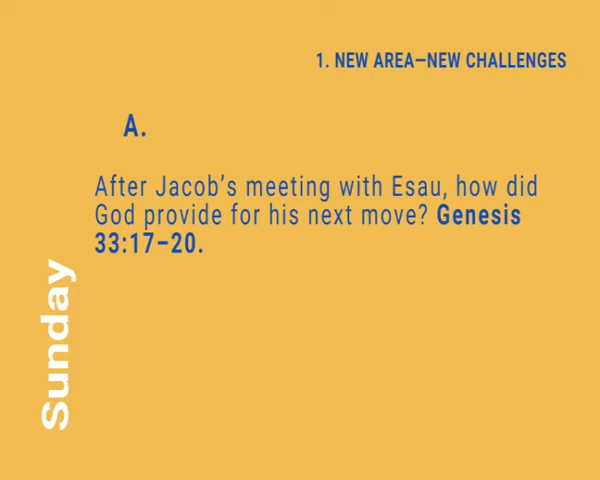 1. NEW AREA—NEW CHALLENGES
A.
After Jacob's meeting with Esau, how did
God provide for his next move? Genesis
33:17–20.
Sunday